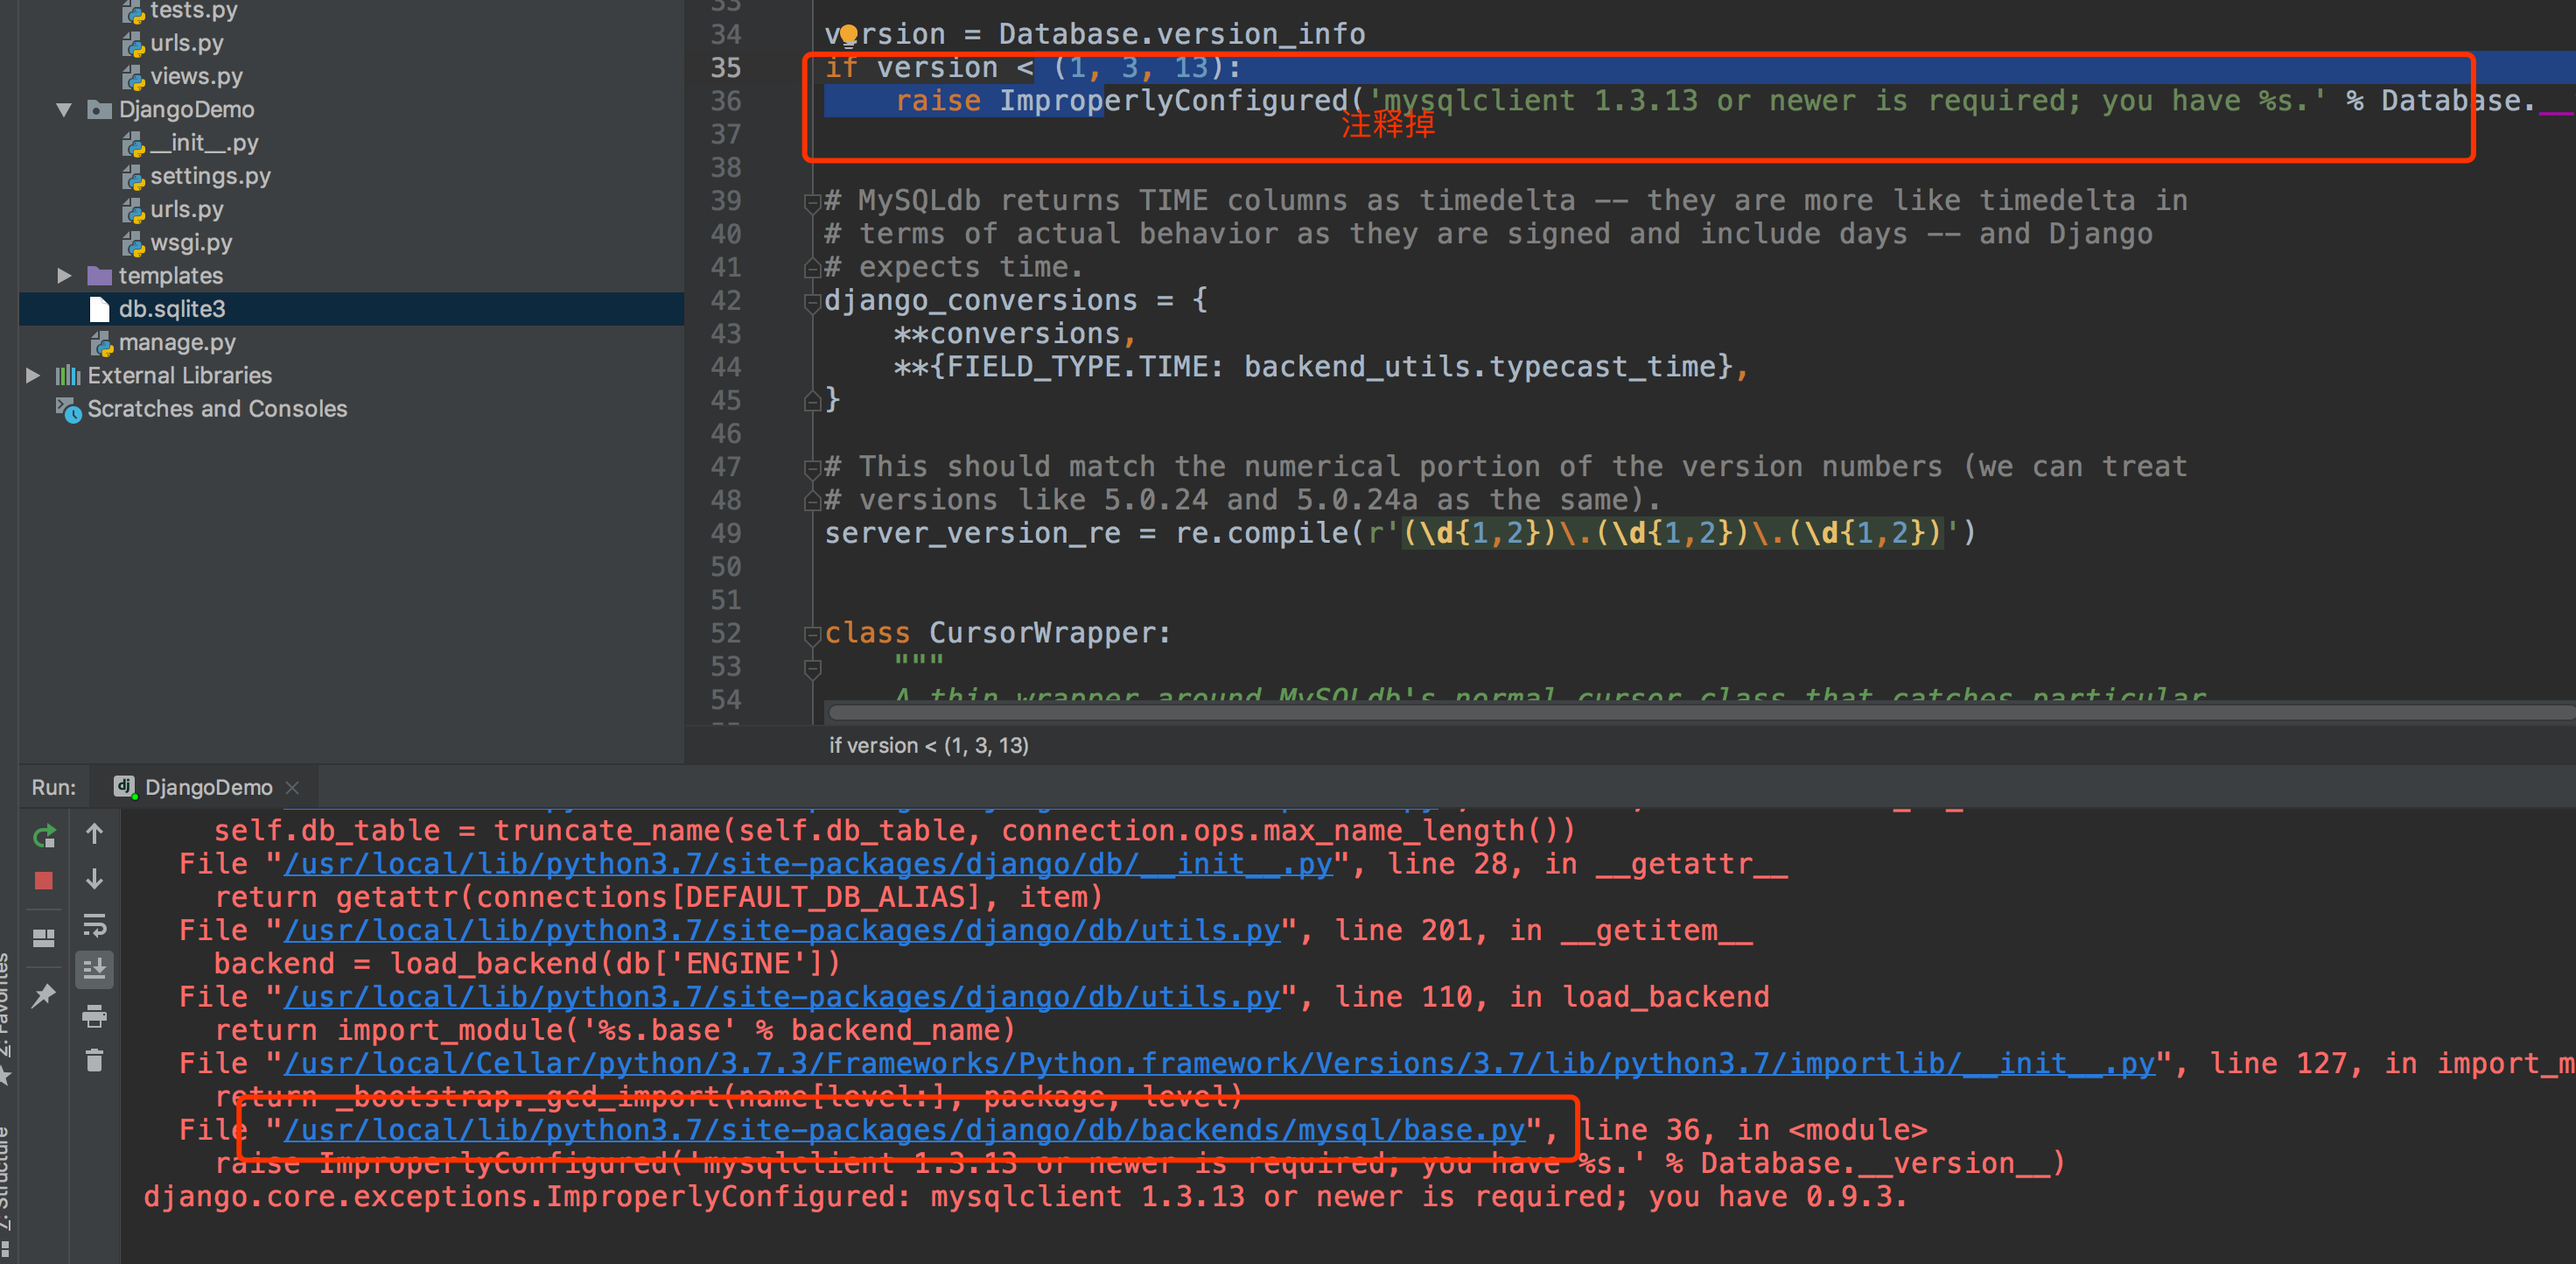 tests.py
urls.py
views.py
DjangoDemo
__init__.py
settings.py
urls.py
wsgi.py
templates
db.sqlite3
manage.py
External Libraries
Scratches and Consoles
33
34 version = Database.version_info
35 if version < (1, 3, 13):
36     raise ImproperlyConfigured('mysqlclient 1.3.13 or newer is required; you have %s.' % Database.__
注释掉
37
38
39 # MySQLdb returns TIME columns as timedelta -- they are more like timedelta in
40 # terms of actual behavior as they are signed and include days -- and Django
41 # expects time.
42 django_conversions = {
43     **conversions,
44     **{FIELD_TYPE.TIME: backend_utils.typecast_time},
45 }
46
47 # This should match the numerical portion of the version numbers (we can treat
48 # versions like 5.0.24 and 5.0.24a as the same).
49 server_version_re = re.compile(r'(\d{1,2})\.(\d{1,2})\.(\d{1,2})')
50
51
52 class CursorWrapper:
53     """
54     A thin wrapper around MySQLdb's normal cursor class that catches particular
if version < (1, 3, 13)
Run: DjangoDemo
self.db_table = truncate_name(self.db_table, connection.ops.max_name_length())
File "/usr/local/lib/python3.7/site-packages/django/db/__init__.py", line 28, in __getattr__
return getattr(connections[DEFAULT_DB_ALIAS], item)
File "/usr/local/lib/python3.7/site-packages/django/db/utils.py", line 201, in __getitem__
backend = load_backend(db['ENGINE'])
File "/usr/local/lib/python3.7/site-packages/django/db/utils.py", line 110, in load_backend
return import_module('%s.base' % backend_name)
File "/usr/local/Cellar/python/3.7.3/Frameworks/Python.framework/Versions/3.7/lib/python3.7/importlib/__init__.py", line 127, in import_m
return _bootstrap._gcd_import(name[level:], package, level)
File "/usr/local/lib/python3.7/site-packages/django/db/backends/mysql/base.py", line 36, in <module>
raise ImproperlyConfigured('mysqlclient 1.3.13 or newer is required; you have %s.' % Database.__version__)
django.core.exceptions.ImproperlyConfigured: mysqlclient 1.3.13 or newer is required; you have 0.9.3.
2: Favorites
7: Structure